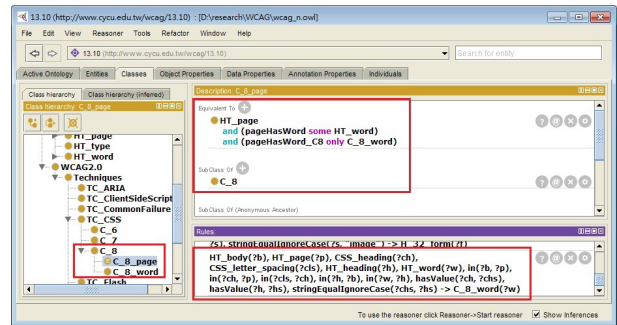 13.10 (http://www.cycu.edu.tw/wcag/13.10) : [D:\research\WCAG\wcag_n.owl]
File Edit View Reasoner Tools Refactor Window Help
13.10 (http://www.cycu.edu.tw/wcag/13.10)
Search for entity
Active Ontology Entities Classes Object Properties Data Properties Annotation Properties Individuals
Class hierarchy Class hierarchy (inferred)
Class hierarchy: C_8_page
HT_page
HT_type
HT_word
WCAG2.0
Techniques
TC_ARIA
TC_ClientSideScript
TC_CommonFailure
TC_CSS
C_6
C_7
C_8
C_8_page
C_8_word
TC_Flash
Description: C_8_page
Equivalent To
HT_page
and (pageHasWord some HT_word)
and (pageHasWord_C8 only C_8_word)
SubClass Of
C_8
SubClass Of (Anonymous Ancestor)
Rules:
?s), stringEqualIgnoreCase(?s, "image") -> H_32_form(?f)
HT_body(?b), HT_page(?p), CSS_heading(?ch),
CSS_letter_spacing(?cls), HT_heading(?h), HT_word(?w), in(?b, ?p),
in(?ch, ?p), in(?cls, ?ch), in(?h, ?b), in(?w, ?h), hasValue(?ch, ?chs),
hasValue(?h, ?hs), stringEqualIgnoreCase(?chs, ?hs) -> C_8_word(?w)
To use the reasoner click Reasoner->Start reasoner Show Inferences